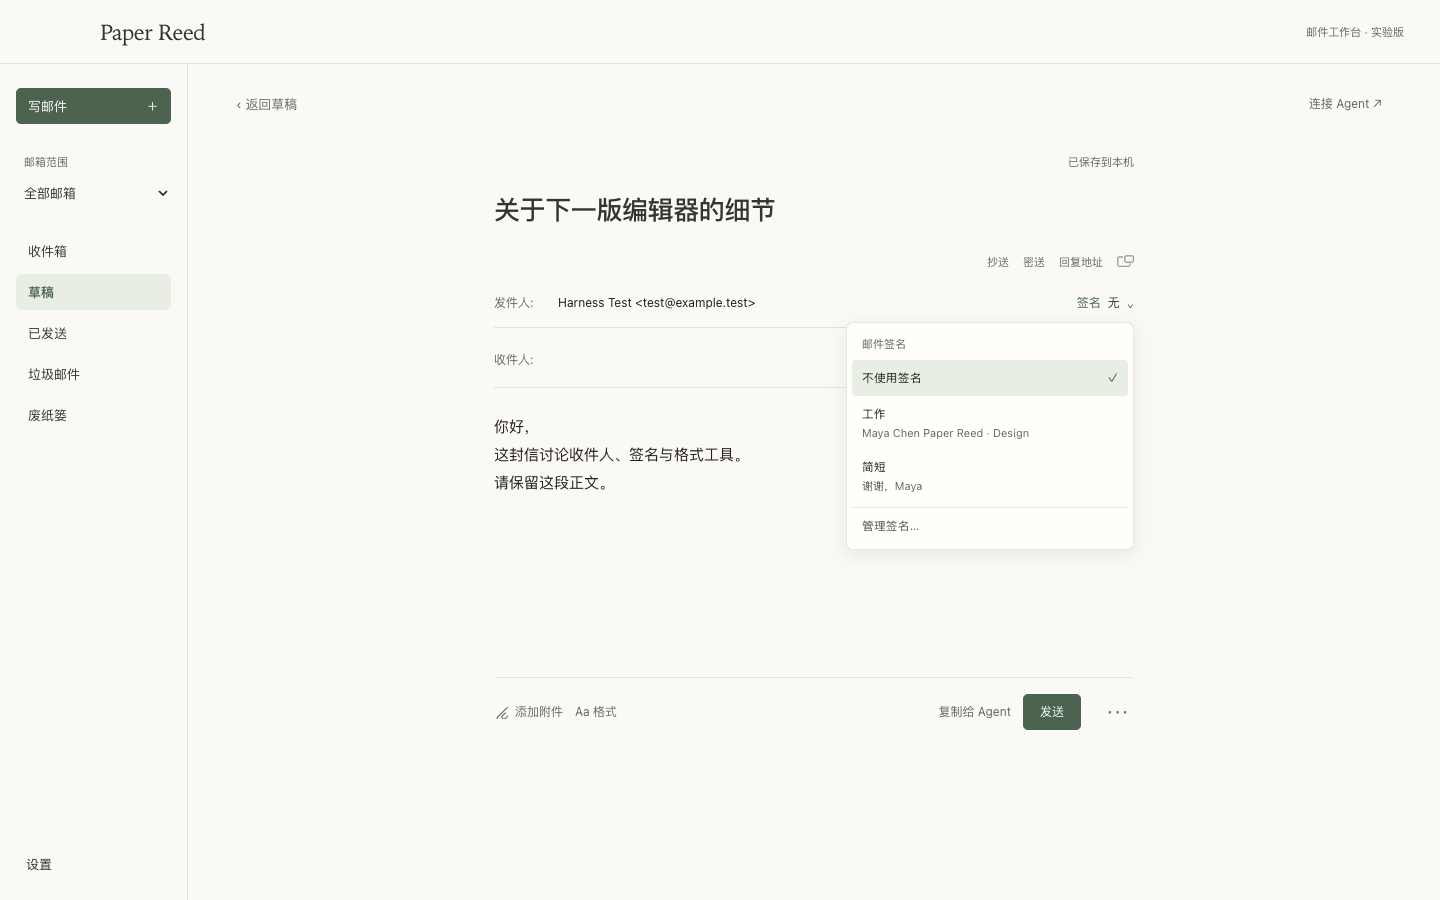 Paper Reed
邮件工作台 · 实验版
写邮件 +
邮箱范围
全部邮箱
收件箱
草稿
已发送
垃圾邮件
废纸篓
设置
‹ 返回草稿
连接 Agent ↗
已保存到本机
关于下一版编辑器的细节
抄送 密送 回复地址
发件人: Harness Test <test@example.test>
签名 无
收件人:
邮件签名
不使用签名 ✓
工作
Maya Chen Paper Reed · Design
简短
谢谢，Maya
管理签名...
你好，
这封信讨论收件人、签名与格式工具。
请保留这段正文。
添加附件 Aa 格式
复制给 Agent 发送 ···